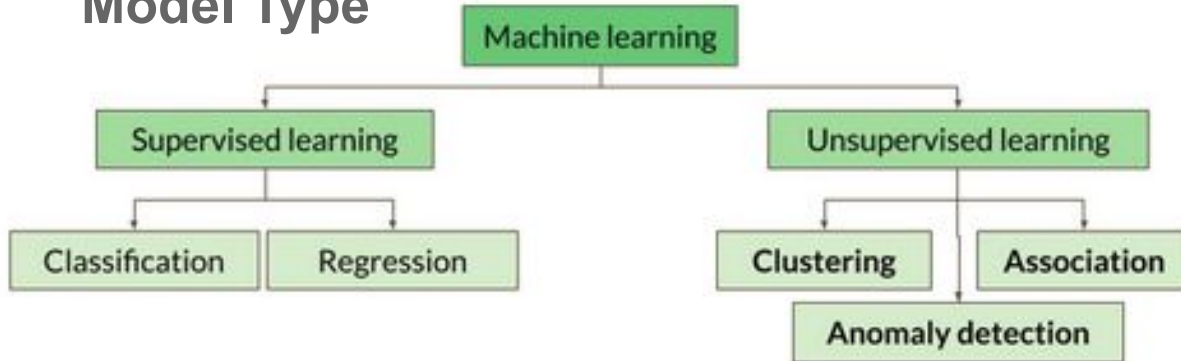 Model Type
Machine learning
Supervised learning
Unsupervised learning
Classification
Regression
Clustering
Association
Anomaly detection